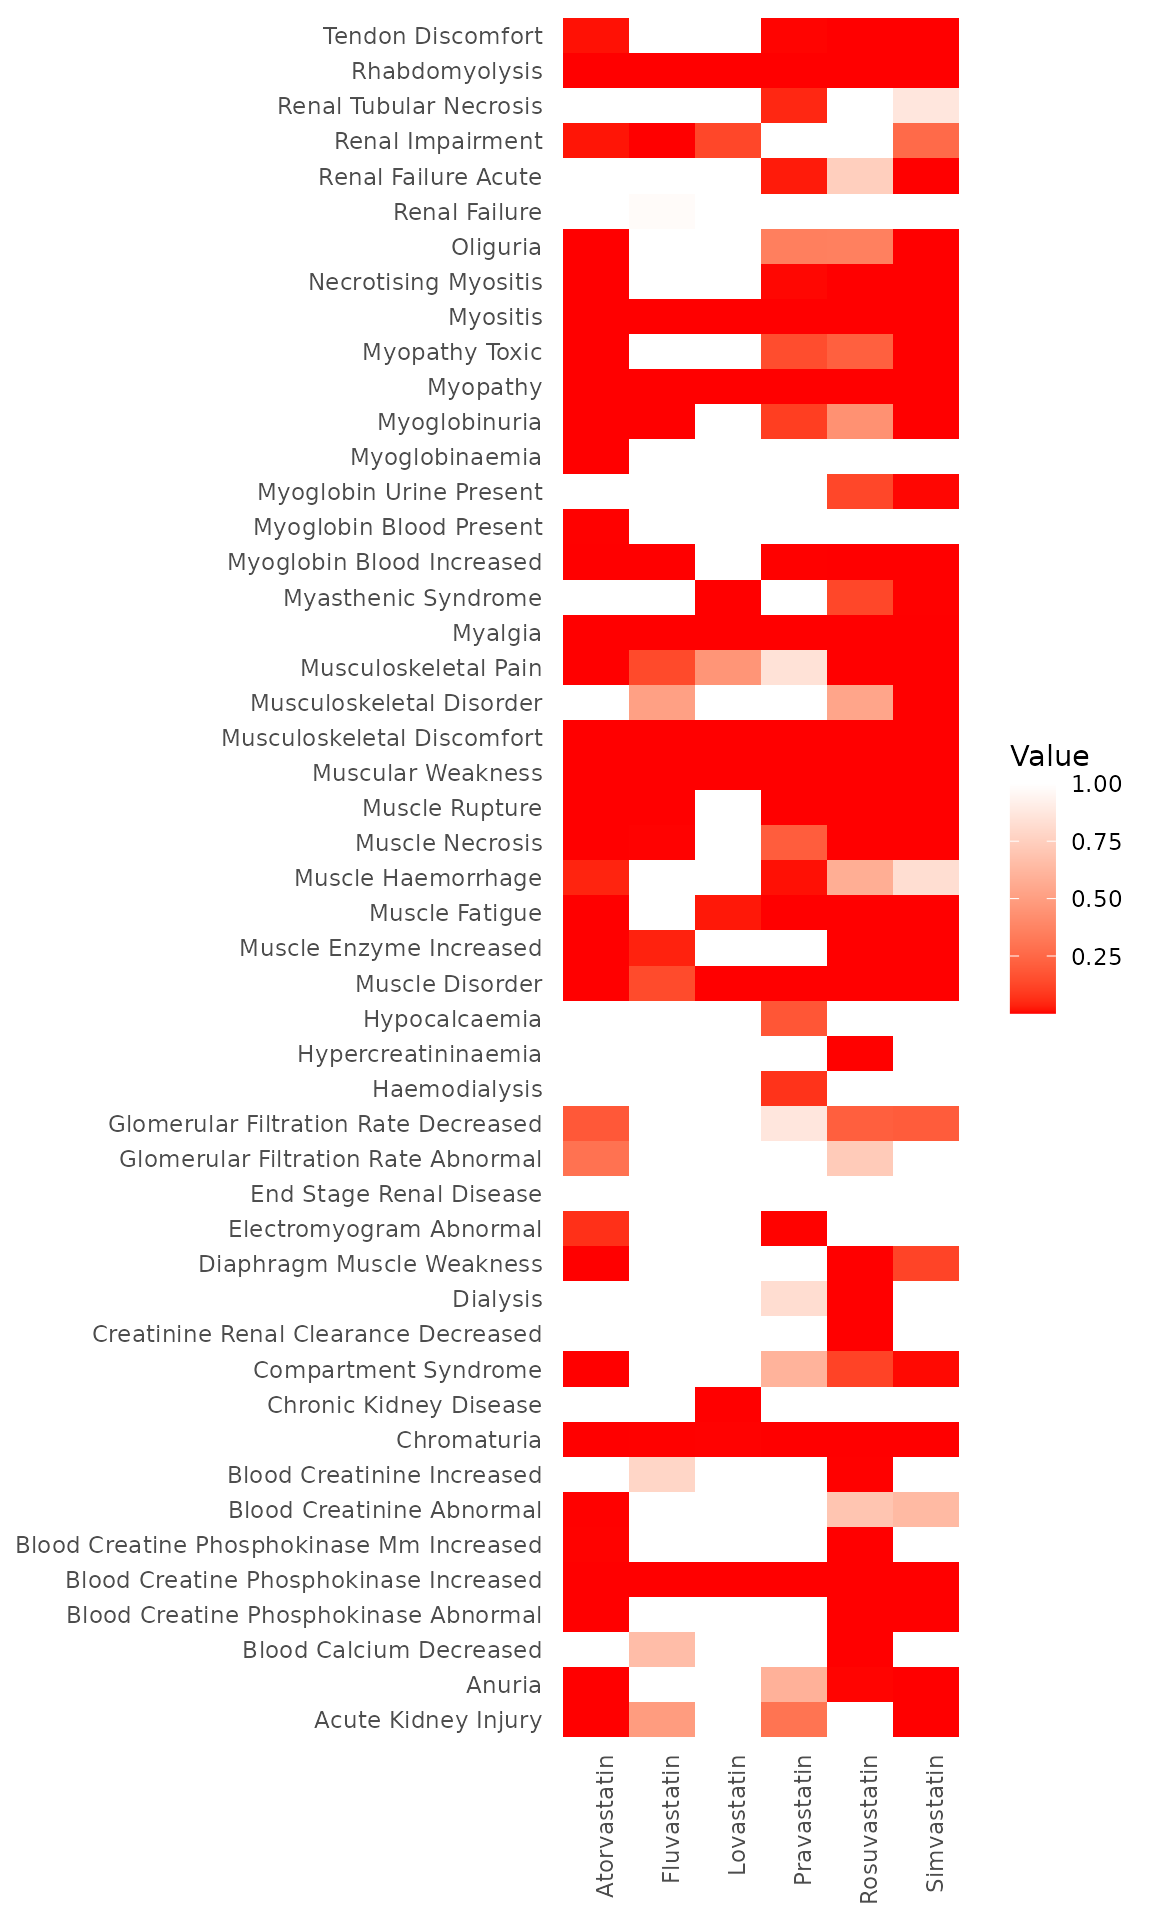 Tendon Discomfort
Rhabdomyolysis
Renal Tubular Necrosis
Renal Impairment
Renal Failure Acute
Renal Failure
Oliguria
Necrotising Myositis
Myositis
Myopathy Toxic
Myopathy
Myoglobinuria
Myoglobinaemia
Myoglobin Urine Present
Myoglobin Blood Present
Myoglobin Blood Increased
Myasthenic Syndrome
Myalgia
Musculoskeletal Pain
Musculoskeletal Disorder
Musculoskeletal Discomfort
Muscular Weakness
Muscle Rupture
Muscle Necrosis
Muscle Haemorrhage
Muscle Fatigue
Muscle Enzyme Increased
Muscle Disorder
Hypocalcaemia
Hypercreatininaemia
Haemodialysis
Glomerular Filtration Rate Decreased
Glomerular Filtration Rate Abnormal
End Stage Renal Disease
Electromyogram Abnormal
Diaphragm Muscle Weakness
Dialysis
Creatinine Renal Clearance Decreased
Compartment Syndrome
Chronic Kidney Disease
Chromaturia
Blood Creatinine Increased
Blood Creatinine Abnormal
Blood Creatine Phosphokinase Mm Increased
Blood Creatine Phosphokinase Increased
Blood Creatine Phosphokinase Abnormal
Blood Calcium Decreased
Anuria
Acute Kidney Injury
Atorvastatin
Fluvastatin
Lovastatin
Pravastatin
Rosuvastatin
Simvastatin
Value
1.00
0.75
0.50
0.25